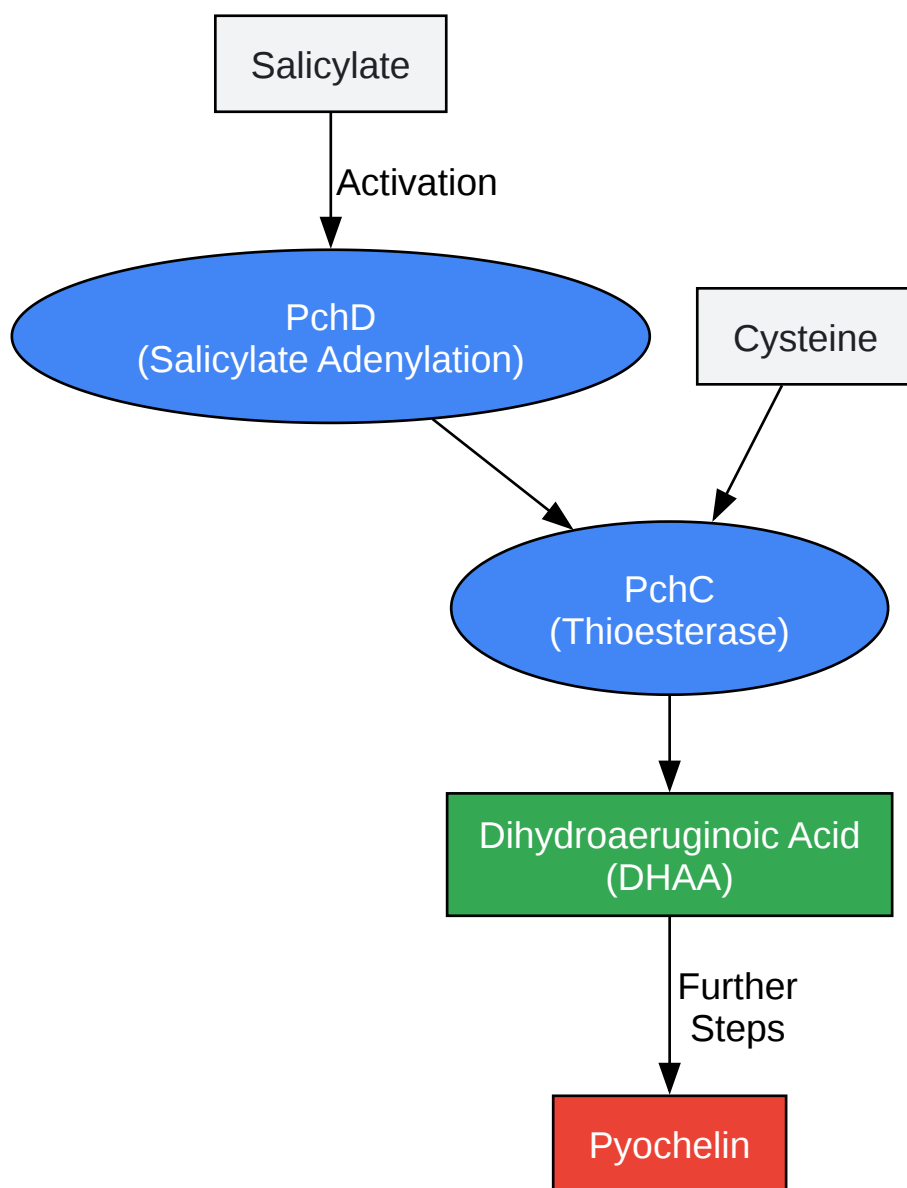 Salicylate
Activation
PchD
(Salicylate Adenylation)
Cysteine
PchC
(Thioesterase)
Dihydroaeruginoic Acid
(DHAA)
Further
Steps
Pyochelin